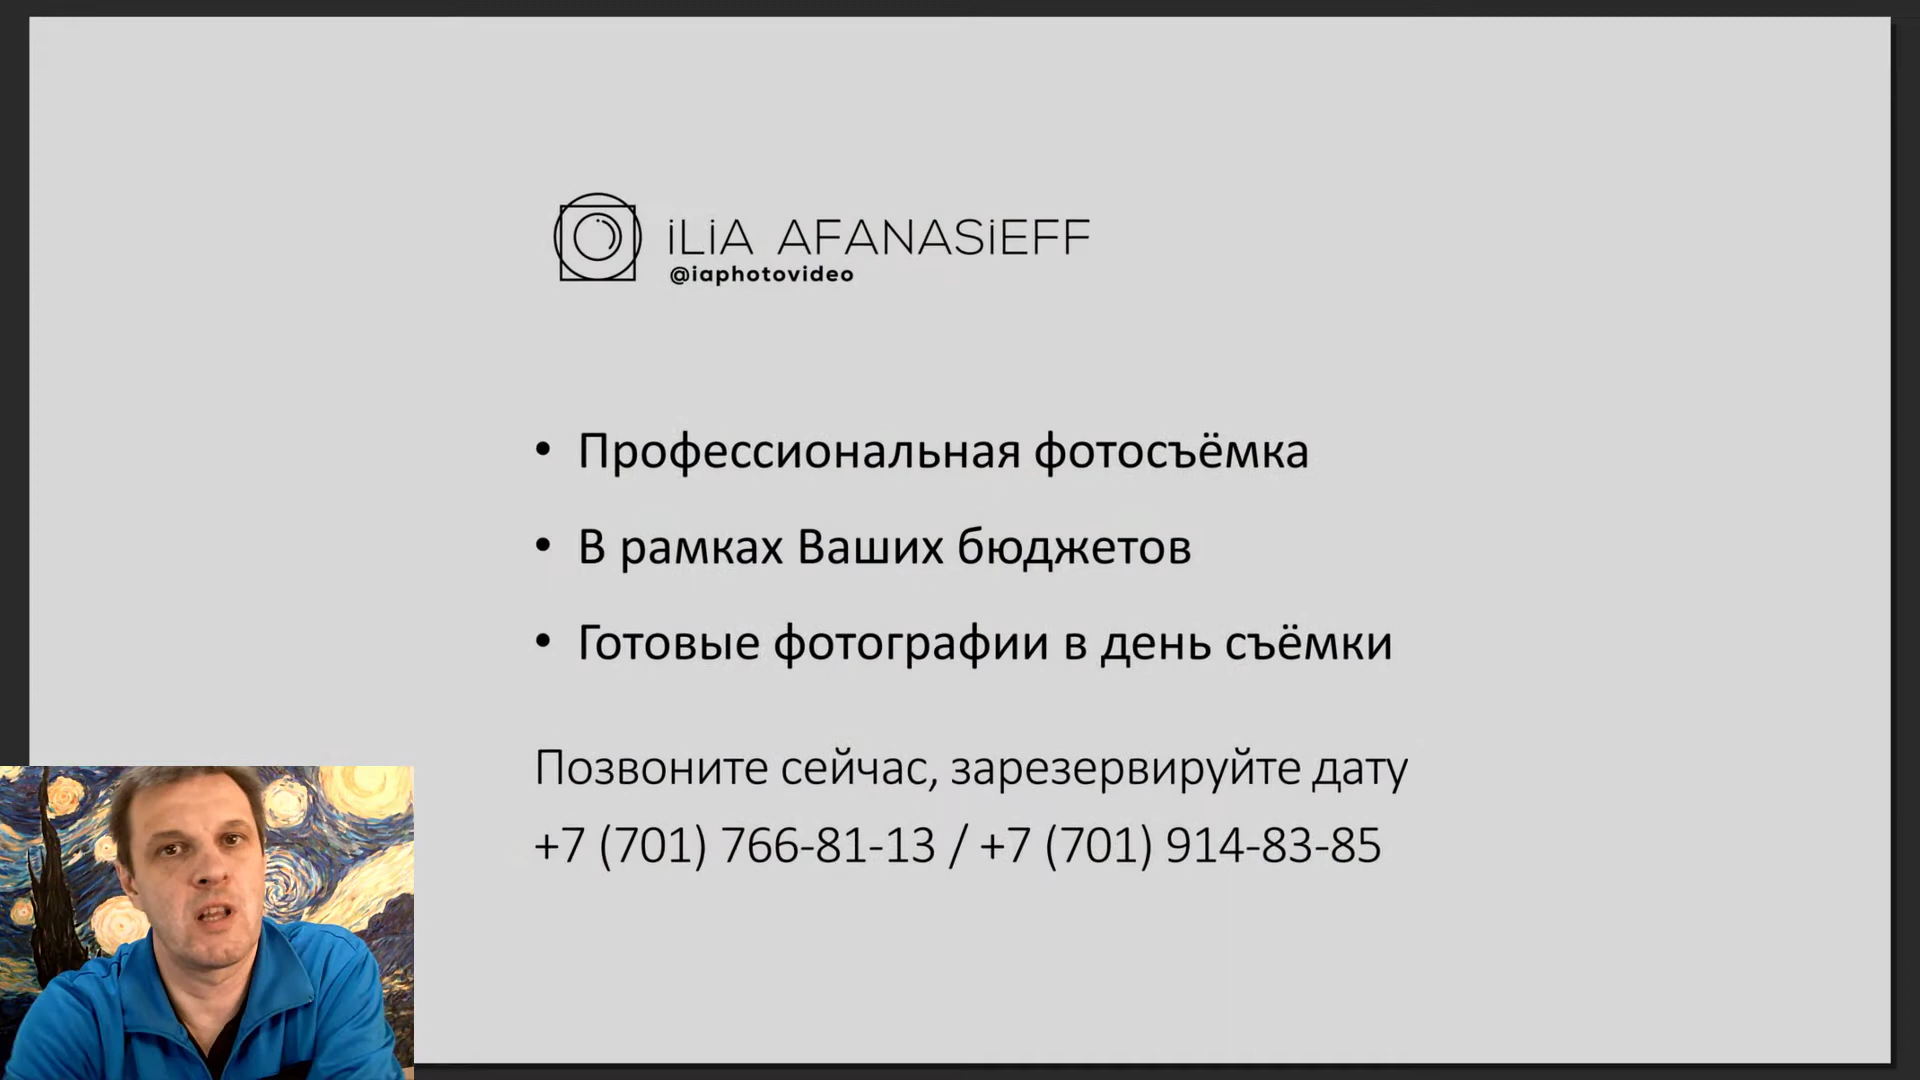 iLiA AFANASiEFF
@iaphotovideo
• Профессиональная фотосъёмка
• В рамках Ваших бюджетов
• Готовые фотографии в день съёмки
Позвоните сейчас, зарезервируйте дату
+7 (701) 766-81-13 / +7 (701) 914-83-85